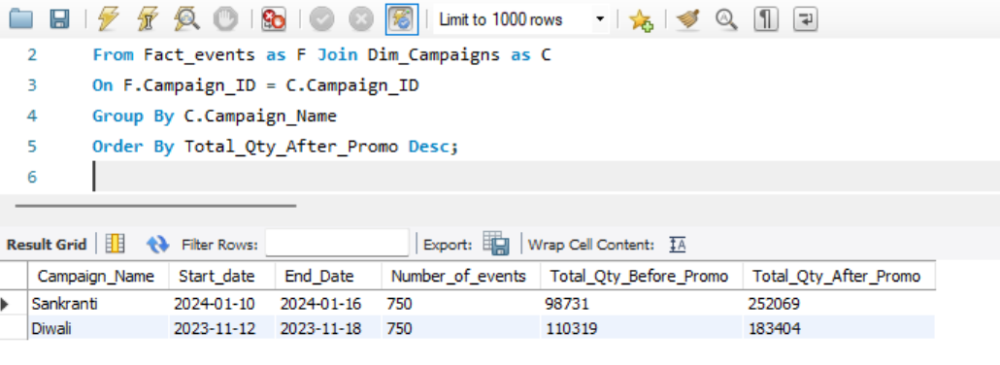 Limit to 1000 rows
2 From Fact_events as F Join Dim_Campaigns as C
3 On F.Campaign_ID = C.Campaign_ID
4 Group By C.Campaign_Name
5 Order By Total_Qty_After_Promo Desc;
6
Result Grid Filter Rows: Export: Wrap Cell Content: IA
Campaign_Name Start_date End_Date Number_of_events Total_Qty_Before_Promo Total_Qty_After_Promo
Sankranti 2024-01-10 2024-01-16 750 98731 252069
Diwali 2023-11-12 2023-11-18 750 110319 183404